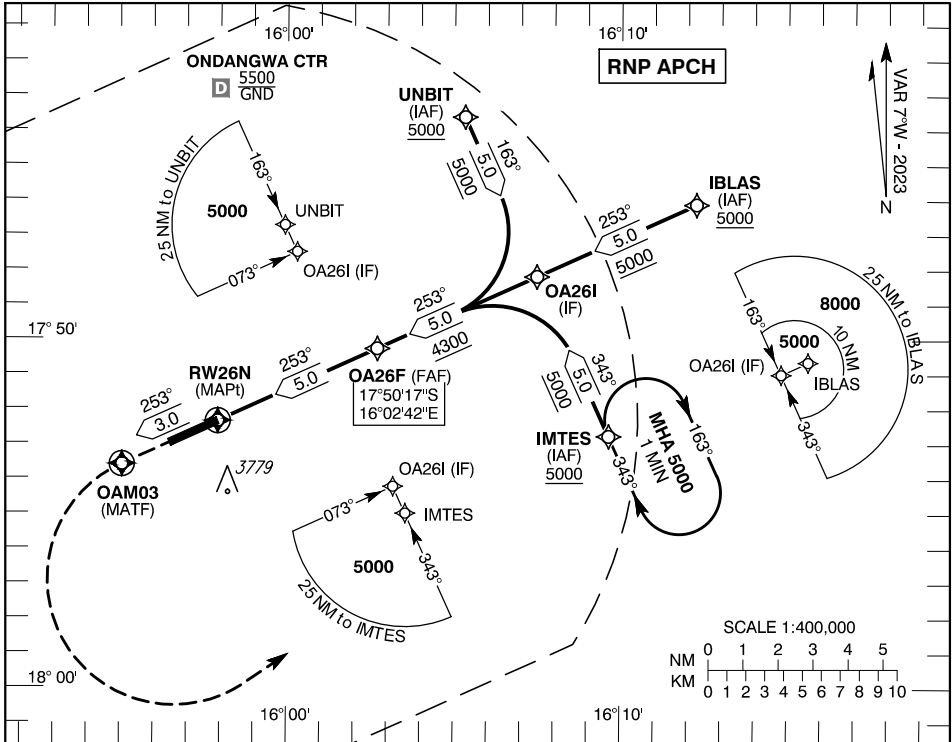 16°00'
16°10'
ONDANGWA CTR
D 5500
GND
RNP APCH
VAR 7°W - 2023
N
UNBIT
(IAF)
5000
163°
5.0
5000
IBLAS
(IAF)
5000
253°
5.0
5000
25 NM to UNBIT
163°
5000
UNBIT
OA26I (IF)
073°
OA26I
(IF)
253°
5.0
4300
17°50'
253°
5.0
OA26F (FAF)
17°50'17"S
16°02'42"E
RW26N
(MAPt)
253°
3.0
OAM03
(MATF)
3779
343°
5.0
5000
IMTES
(IAF)
5000
343°
MHA 5000
1 MIN
163°
25 NM to IBLAS
8000
163°
5000
10 NM
OA26I (IF)
IBLAS
343°
OA26I (IF)
073°
IMTES
5000
343°
25 NM to IMTES
SCALE 1:400,000
NM 0 1 2 3 4 5
KM 0 1 2 3 4 5 6 7 8 9 10
18°00'
16°00'
16°10'